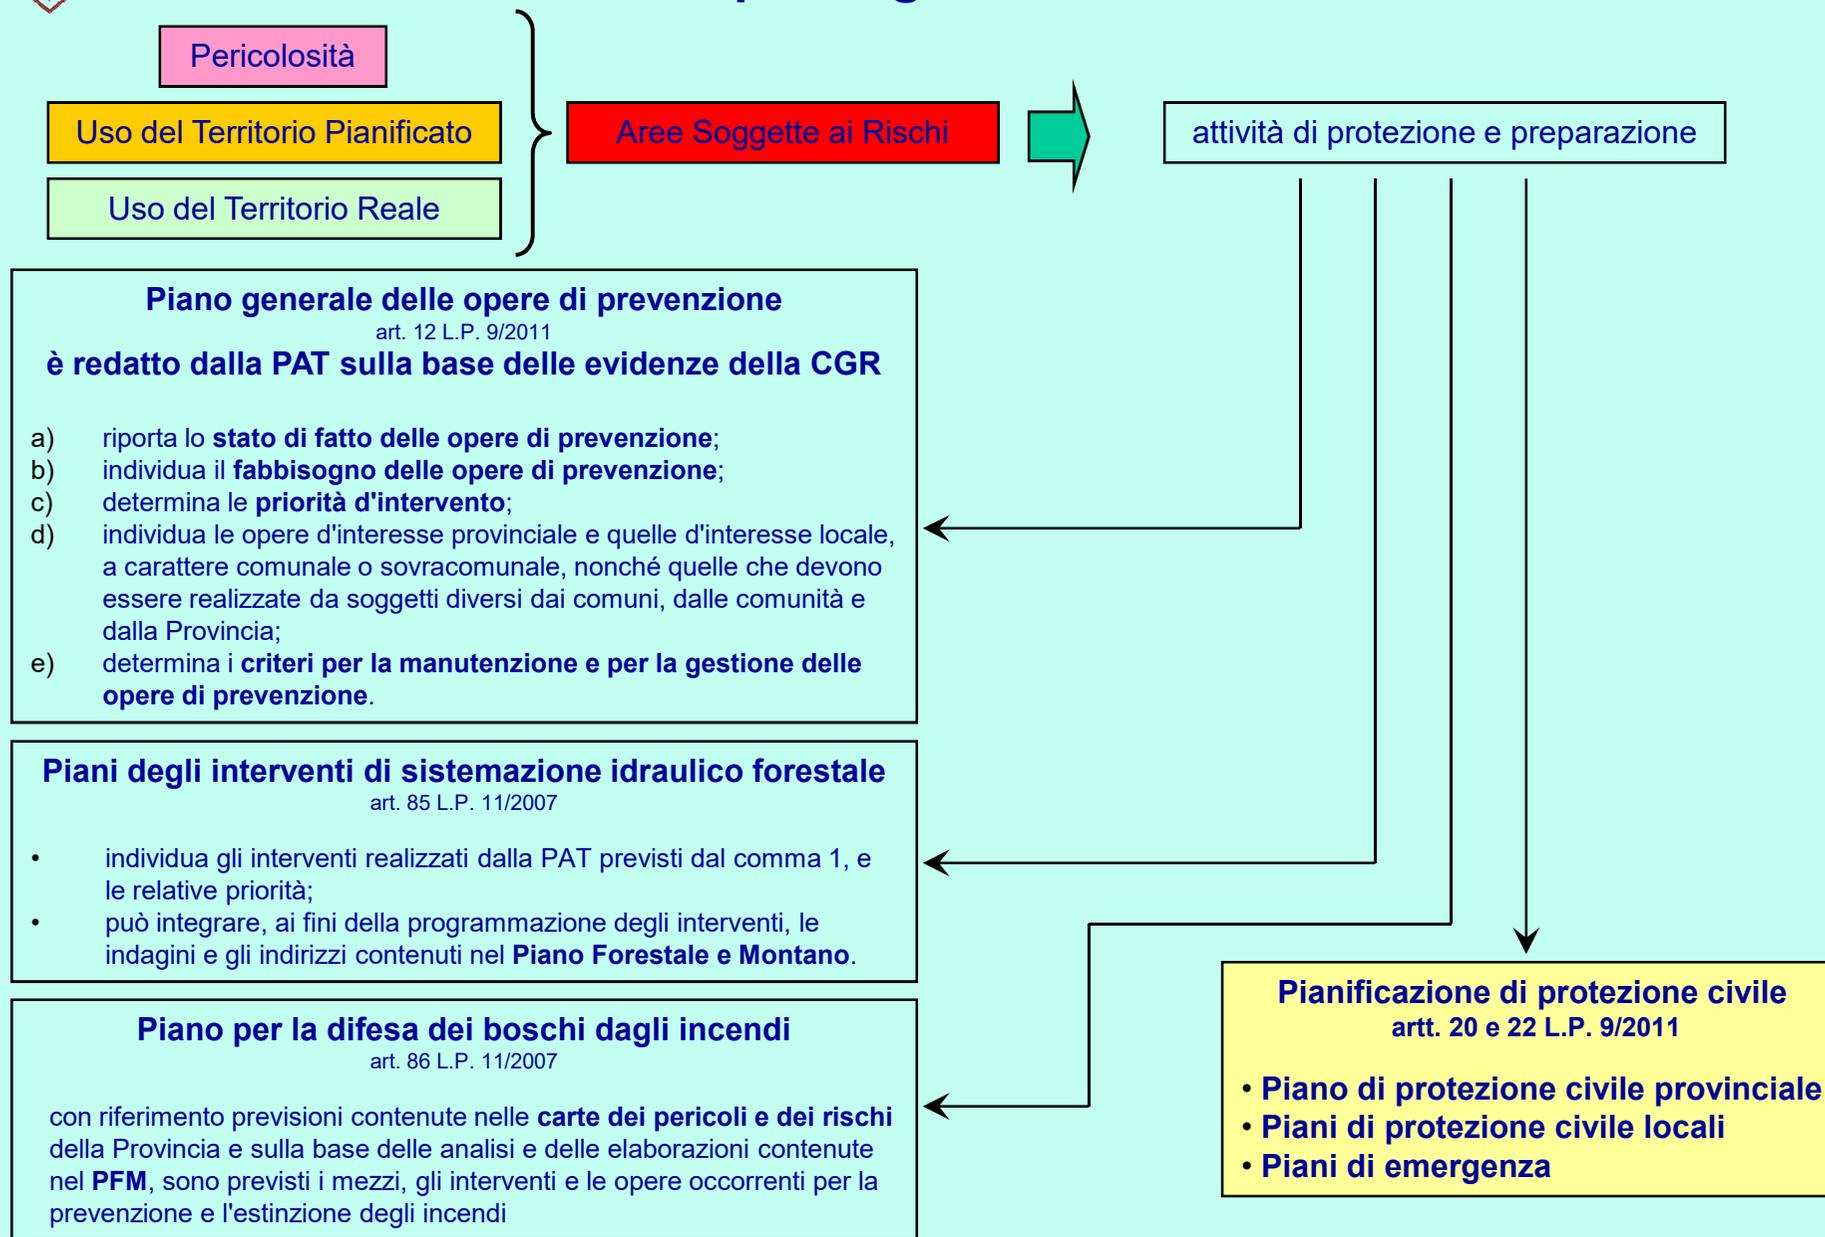 Pericolosità
Uso del Territorio Pianificato
Uso del Territorio Reale
Aree Soggette ai Rischi
attività di protezione e preparazione
Piano generale delle opere di prevenzione
art. 12 L.P. 9/2011
è redatto dalla PAT sulla base delle evidenze della CGR
a) riporta lo stato di fatto delle opere di prevenzione;
b) individua il fabbisogno delle opere di prevenzione;
c) determina le priorità d'intervento;
d) individua le opere d'interesse provinciale e quelle d'interesse locale,
a carattere comunale o sovracomunale, nonché quelle che devono
essere realizzate da soggetti diversi dai comuni, dalle comunità e
dalla Provincia;
e) determina i criteri per la manutenzione e per la gestione delle
opere di prevenzione.
Piani degli interventi di sistemazione idraulico forestale
art. 85 L.P. 11/2007
• individua gli interventi realizzati dalla PAT previsti dal comma 1, e
le relative priorità;
• può integrare, ai fini della programmazione degli interventi, le
indagini e gli indirizzi contenuti nel Piano Forestale e Montano.
Piano per la difesa dei boschi dagli incendi
art. 86 L.P. 11/2007
con riferimento previsioni contenute nelle carte dei pericoli e dei rischi
della Provincia e sulla base delle analisi e delle elaborazioni contenute
nel PFM, sono previsti i mezzi, gli interventi e le opere occorrenti per la
prevenzione e l'estinzione degli incendi
Pianificazione di protezione civile
artt. 20 e 22 L.P. 9/2011
• Piano di protezione civile provinciale
• Piani di protezione civile locali
• Piani di emergenza